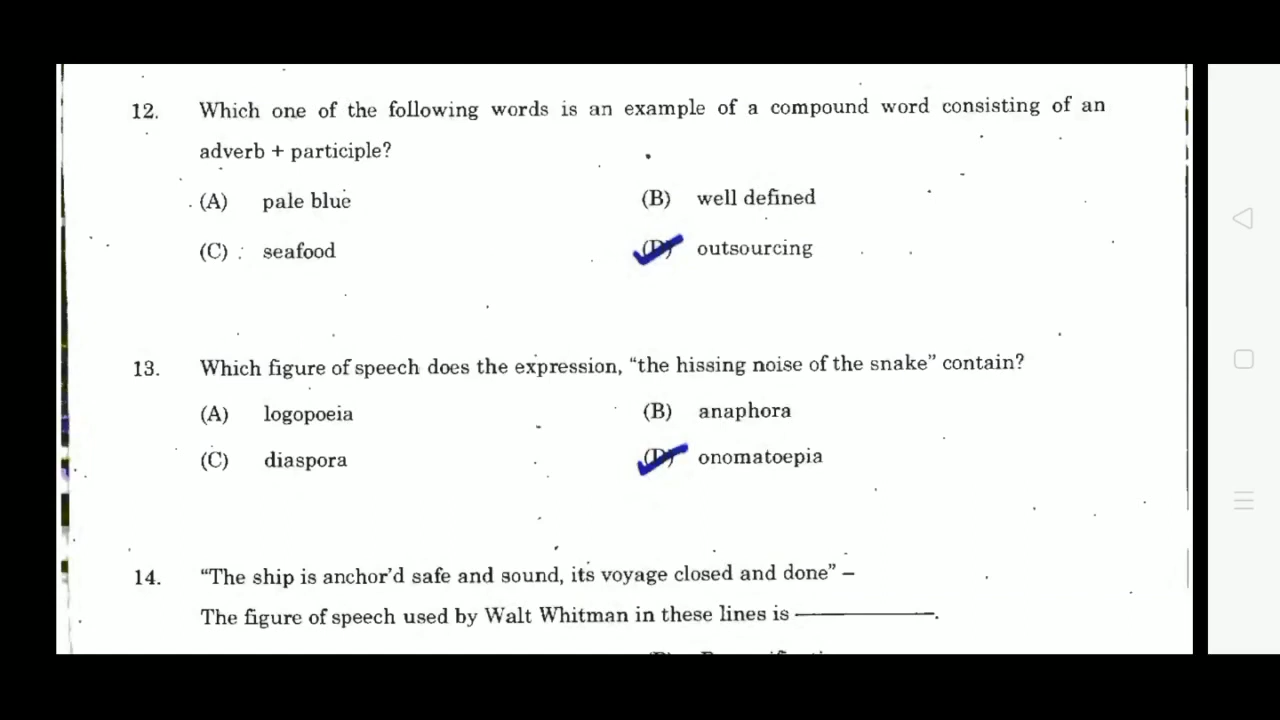 12. Which one of the following words is an example of a compound word consisting of an
adverb + participle?
(A) pale blue (B) well defined
(C) seafood (D) outsourcing
13. Which figure of speech does the expression, “the hissing noise of the snake” contain?
(A) logopoeia (B) anaphora
(C) diaspora (D) onomatoepia
14. “The ship is anchor’d safe and sound, its voyage closed and done” –
The figure of speech used by Walt Whitman in these lines is ————.